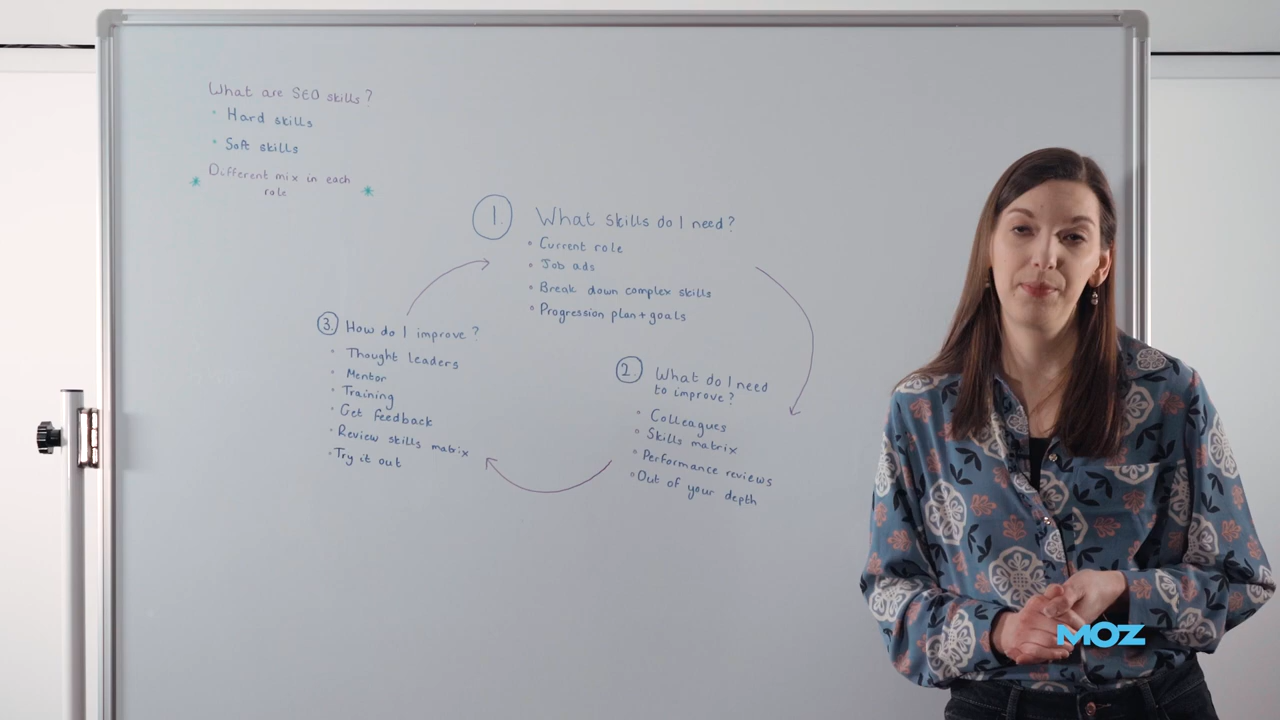 What are SEO skills?
• Hard skills
• Soft skills
* Different mix in each *
role
1. What skills do I need?
• Current role
• Job ads
• Break down complex skills
• Progression plan + goals
2. What do I need
to improve?
• Colleagues
• Skills matrix
• Performance reviews
• Out of your depth
3. How do I improve?
• Thought leaders
• Mentor
• Training
• Get feedback
• Review skills matrix
• Try it out
MOZ